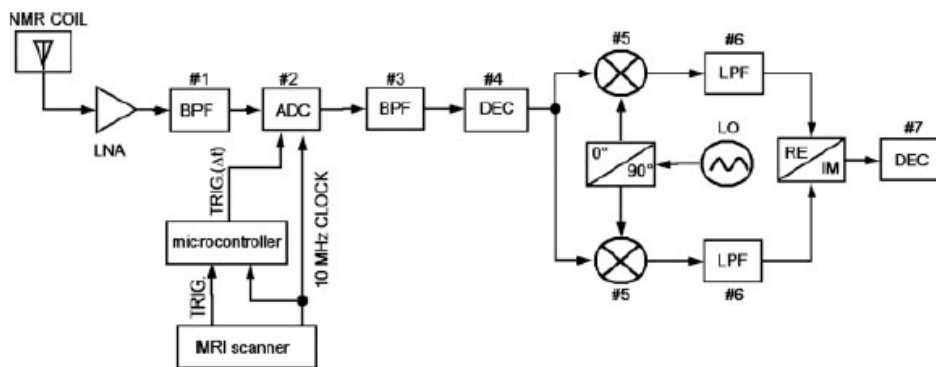 NMR COIL
LNA
#1
BPF
#2
ADC
#3
BPF
#4
DEC
#5
#6
LPF
0°
90°
LO
RE
IM
#7
DEC
#5
LPF
#6
TRIG.(Δt)
10 MHz CLOCK
microcontroller
TRIG.
MRI scanner